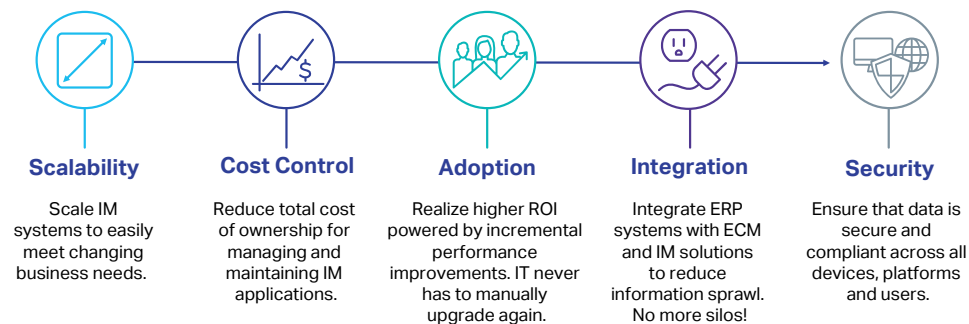 $
Scalability
Scale IM
systems to easily
meet changing
business needs.
Cost Control
Reduce total cost
of ownership for
managing and
maintaining IM
applications.
Adoption
Realize higher ROI
powered by incremental
performance
improvements. IT never
has to manually
upgrade again.
Integration
Integrate ERP
systems with ECM
and IM solutions
to reduce
information sprawl.
No more silos!
Security
Ensure that data is
secure and
compliant across all
devices, platforms
and users.